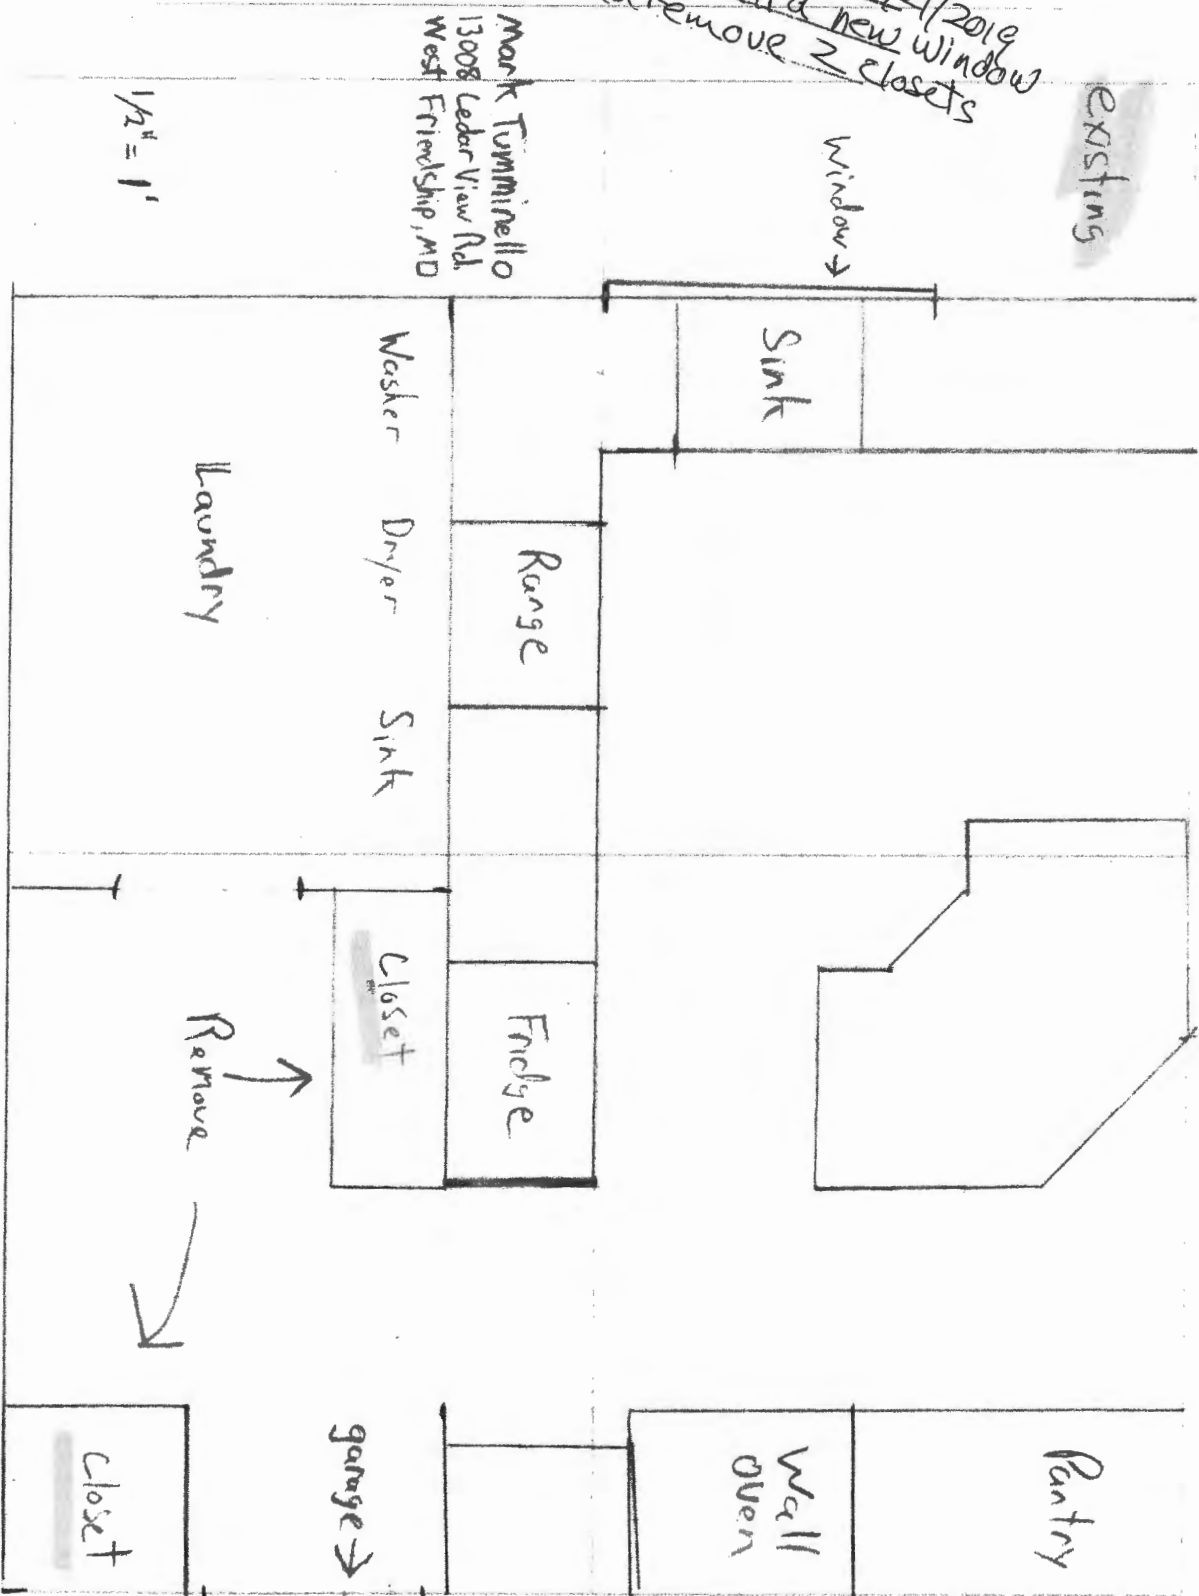 /2019
new window
remove 2 closets
existing
Window →
Mark Tumminello
13008 Cedar View Rd.
West Friendship, MD
1/2" = 1'
Sink
Washer
Dryer
Sink
Laundry
Range
Closet
Fridge
Remove
Pantry
Wall
oven
garage →
Closet